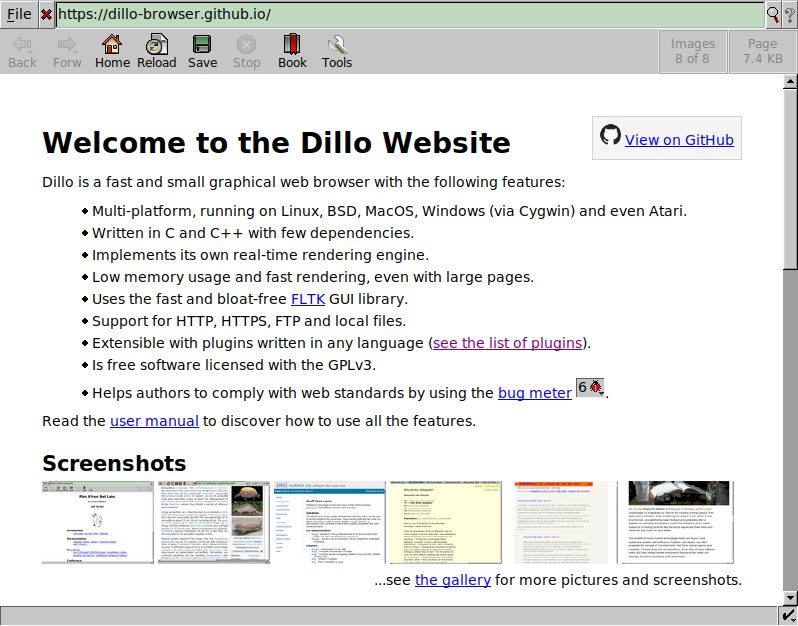 File https://dillo-browser.github.io/ ?
Back Forw Home Reload Save Stop Book Tools
Images
8 of 8
Page
7.4 KB
View on GitHub
Welcome to the Dillo Website
Dillo is a fast and small graphical web browser with the following features:
Multi-platform, running on Linux, BSD, MacOS, Windows (via Cygwin) and even Atari.
Written in C and C++ with few dependencies.
Implements its own real-time rendering engine.
Low memory usage and fast rendering, even with large pages.
Uses the fast and bloat-free FLTK GUI library.
Support for HTTP, HTTPS, FTP and local files.
Extensible with plugins written in any language (see the list of plugins).
Is free software licensed with the GPLv3.
Helps authors to comply with web standards by using the bug meter 6.
Read the user manual to discover how to use all the features.
Screenshots
...see the gallery for more pictures and screenshots.